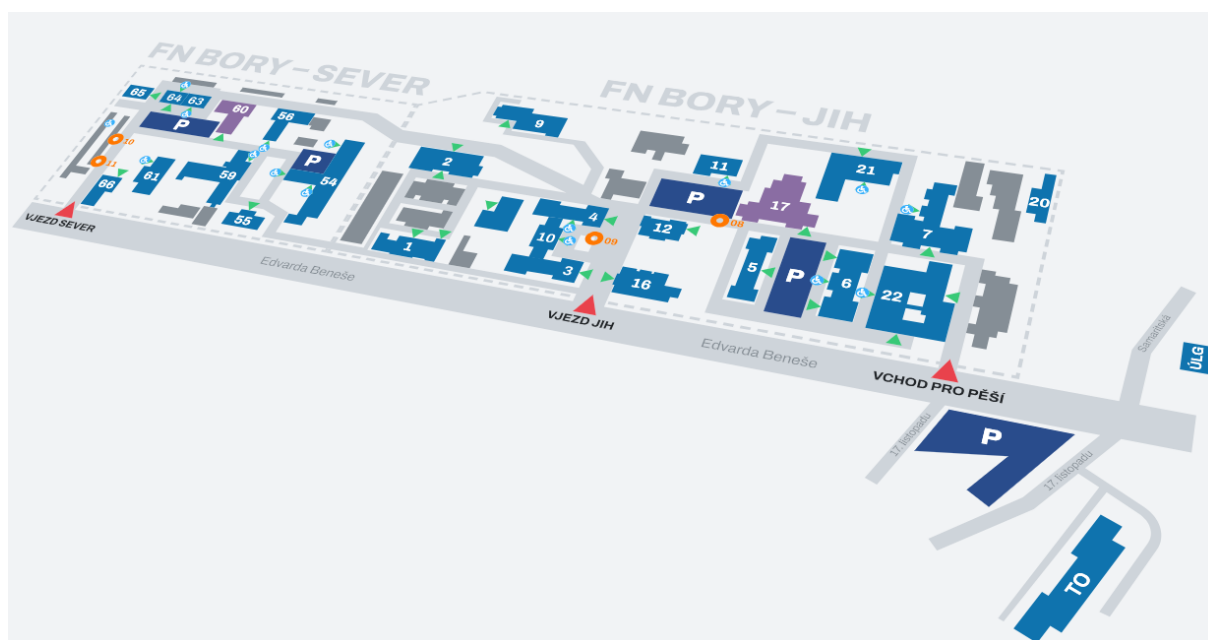 FN BORY – SEVER
FN BORY – JIH
65
64
63
60
56
P
10
11
66
61
59
P
54
55
VJEZD SEVER
Edvarda Beneše
9
2
1
4
10
09
3
11
P
08
12
16
17
VJEZD JIH
21
20
7
5
P
6
22
Edvarda Beneše
VCHOD PRO PĚŠÍ
Samaritská
ÚLG
17. listopadu
P
17. listopadu
TO